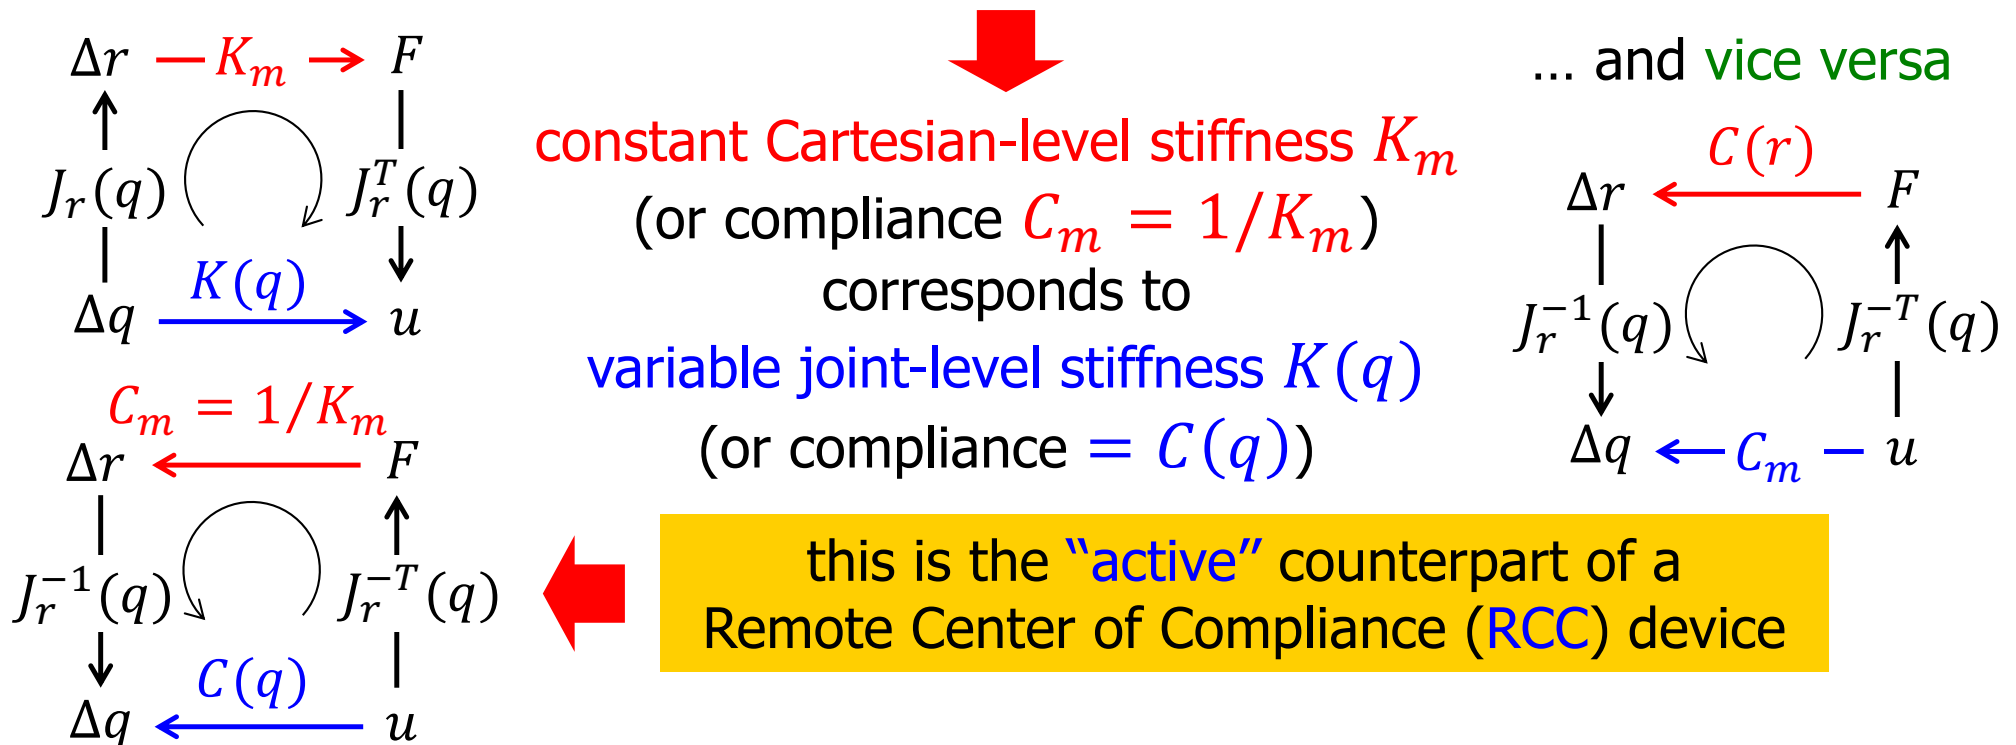 Δr — K_m → F
J_r(q) J_r^T(q)
K(q)
Δq → u
C_m = 1/K_m
Δr ← F
J_r^{-1}(q) J_r^{-T}(q)
C(q)
Δq ← u
constant Cartesian-level stiffness K_m
(or compliance C_m = 1/K_m)
corresponds to
variable joint-level stiffness K(q)
(or compliance = C(q))
this is the “active” counterpart of a
Remote Center of Compliance (RCC) device
... and vice versa
C(r)
Δr ← F
J_r^{-1}(q) J_r^{-T}(q)
Δq ← C_m — u